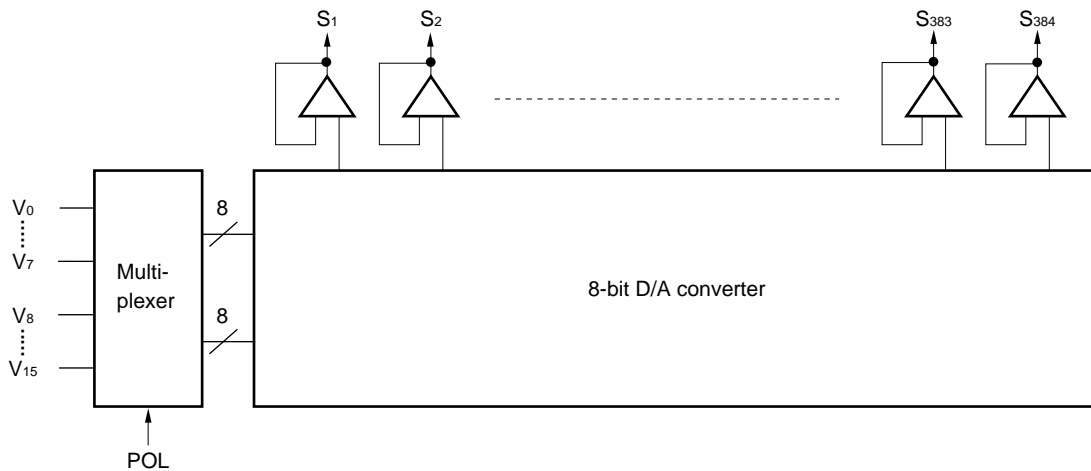 S1 S2 S383 S384
V0
V7
V8
V15
Multi-
plexer
8
8
8-bit D/A converter
POL